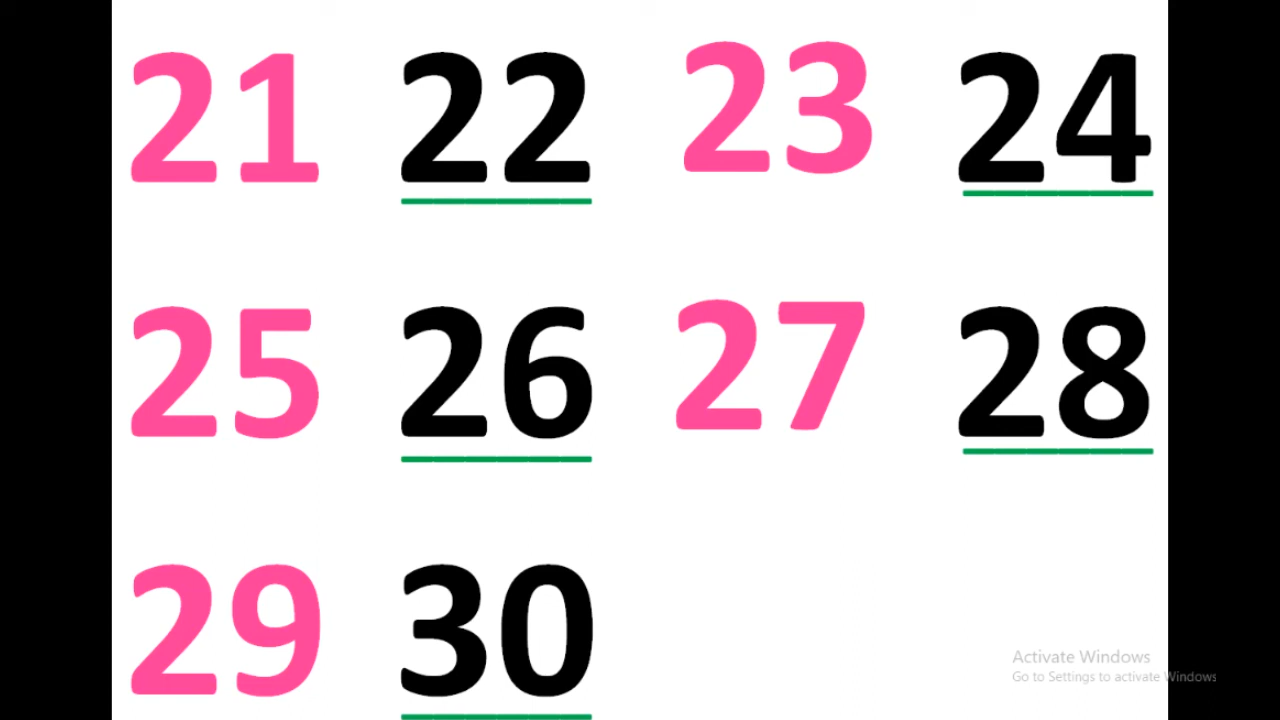 21 22 23 24
25 26 27 28
29 30
Activate Windows
Go to Settings to activate Windows